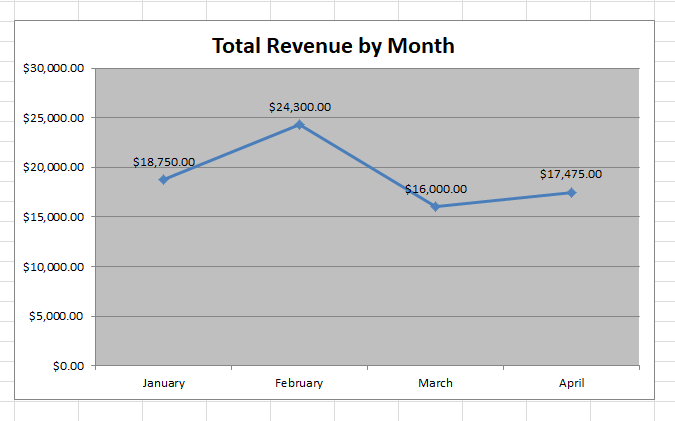 Total Revenue by Month
$30,000.00
$25,000.00
$20,000.00
$15,000.00
$10,000.00
$5,000.00
$0.00
$18,750.00
$24,300.00
$16,000.00
$17,475.00
January
February
March
April